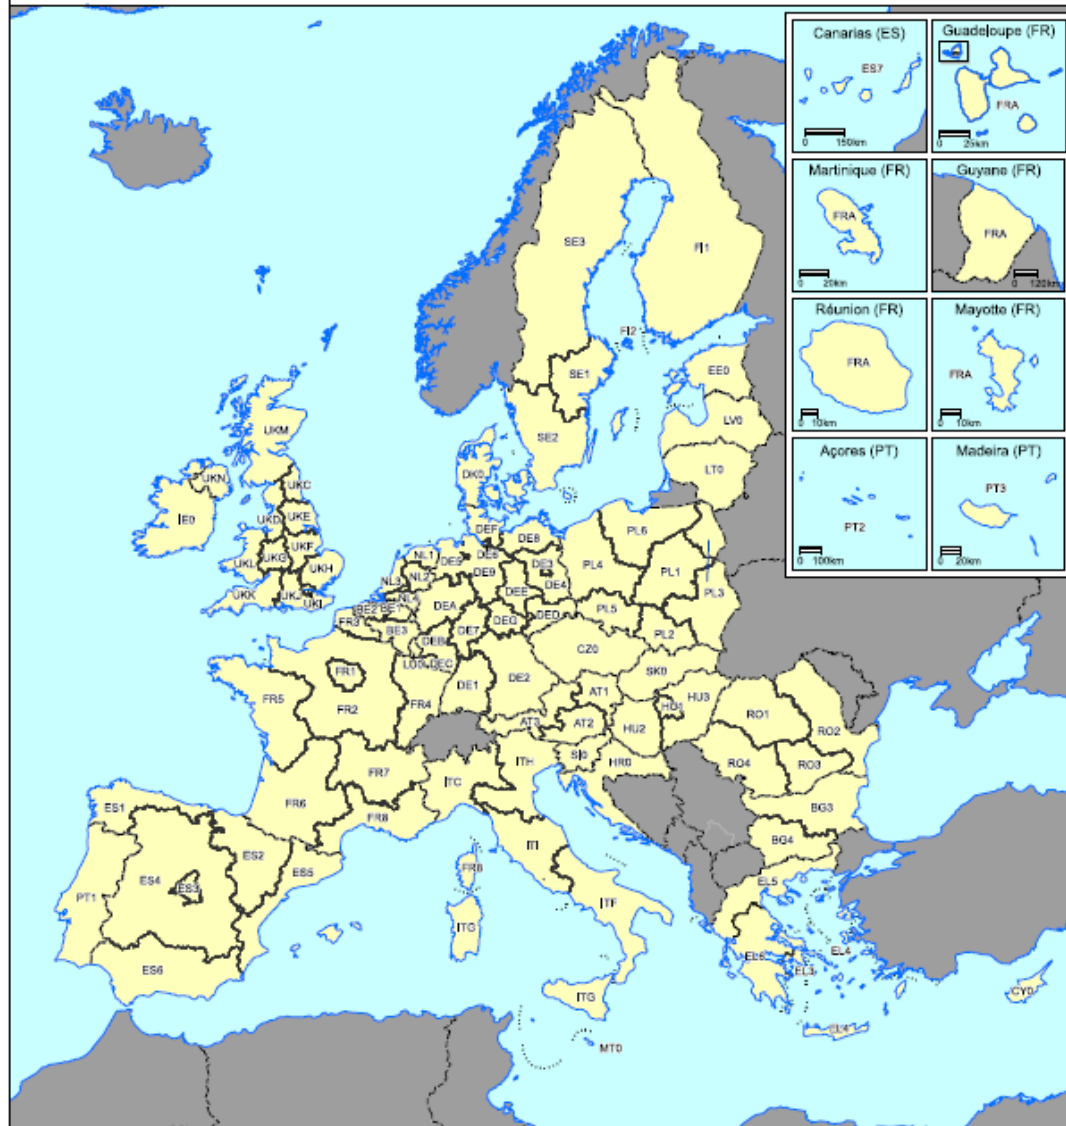 Canarias (ES)
ES7
0 150km
Guadeloupe (FR)
FRA
0 25km
Martinique (FR)
FRA
0 20km
Guyane (FR)
FRA
0 120km
Réunion (FR)
FRA
0 10km
Mayotte (FR)
FRA
0 10km
Açores (PT)
PT2
0 100km
Madeira (PT)
PT3
0 20km
SE3
FI1
FI2
SE1
EE0
SE2
LV0
LT0
UKM
UKN
UKC
IE0
UKD
UKE
UKF
UKL
UKG
UKH
UKK
UKJ
UKI
DK0
DEF
DE8
NL1
DE5
DE6
NL3
NL2
DE9
DE3
DE4
NL4
DEE
PL6
PL4
PL1
PL3
BE2
BE1
DEA
DEG
DED
PL5
FR3
BE3
DEB
DE7
PL2
LU0
DEC
CZ0
SK0
FR1
FR5
FR2
FR4
DE1
DE2
AT1
HU1
HU3
AT3
AT2
HU2
RO1
RO2
SI0
HR0
RO4
RO3
FR7
ITC
ITH
FR6
FR8
BG3
ES1
ITI
BG4
ES2
ES4
ES3
ES5
PT1
FR8
EL5
ITG
ITF
ES6
EL6
EL3
EL4
CY0
ITG
EL4
MT0